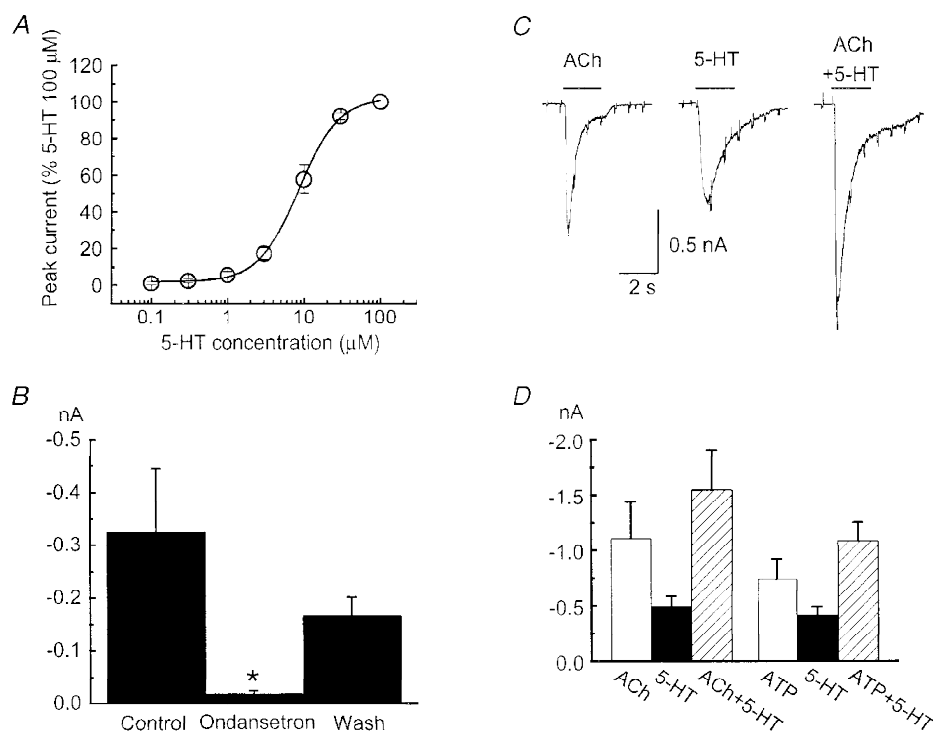 A
Peak current (% 5-HT 100 μM)
120
100
80
60
40
20
0
0.1
1
10
100
5-HT concentration (μM)
C
ACh
5-HT
ACh
+5-HT
0.5 nA
2 s
B
nA
-0.5
-0.4
-0.3
-0.2
-0.1
0.0
*
Control
Ondansetron
Wash
D
nA
-2.0
-1.5
-1.0
-0.5
0.0
ACh
5-HT
ACh+5-HT
ATP
5-HT
ATP+5-HT